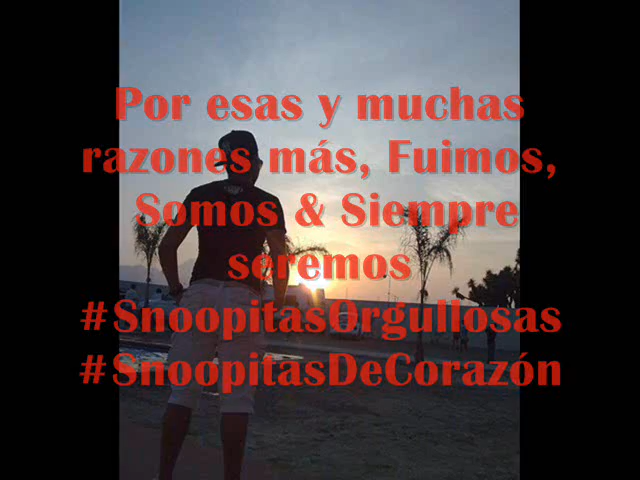 Por esas y muchas
razones más, Fuimos,
Somos & Siempre
seremos
#SnoopitasOrgullosas
#SnoopitasDeCorazón